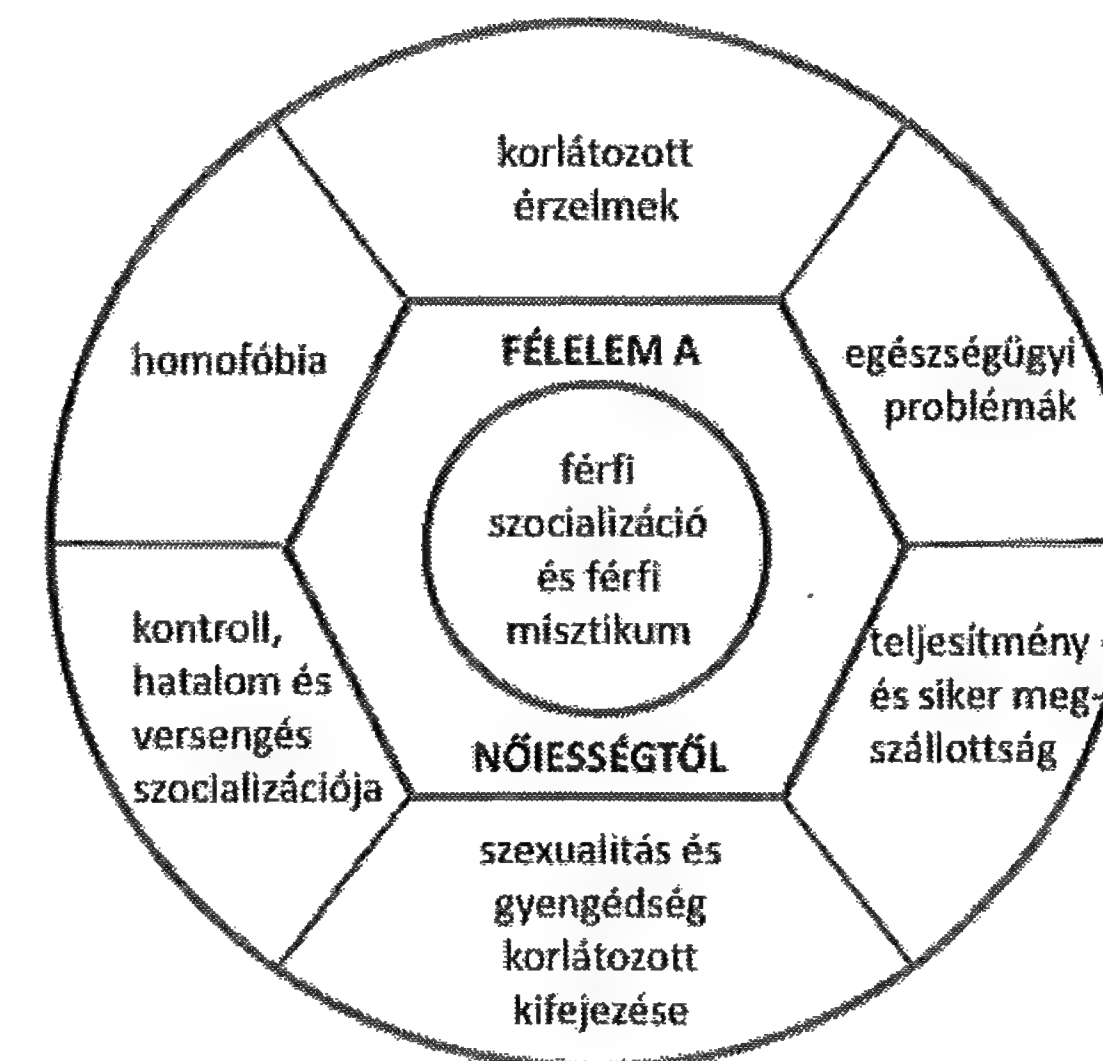 korlátozott
érzelmek
homofóbia
FÉLELEM A
egészségügyi
problémák
férfi
szocializáció
és férfi
misztikum
kontroll,
hatalom és
versengés
szocializációja
teljesítmény -
és siker meg-
szállottság
NŐIESSÉGTŐL
szexualitás és
gyengédség
korlátozott
kifejezése